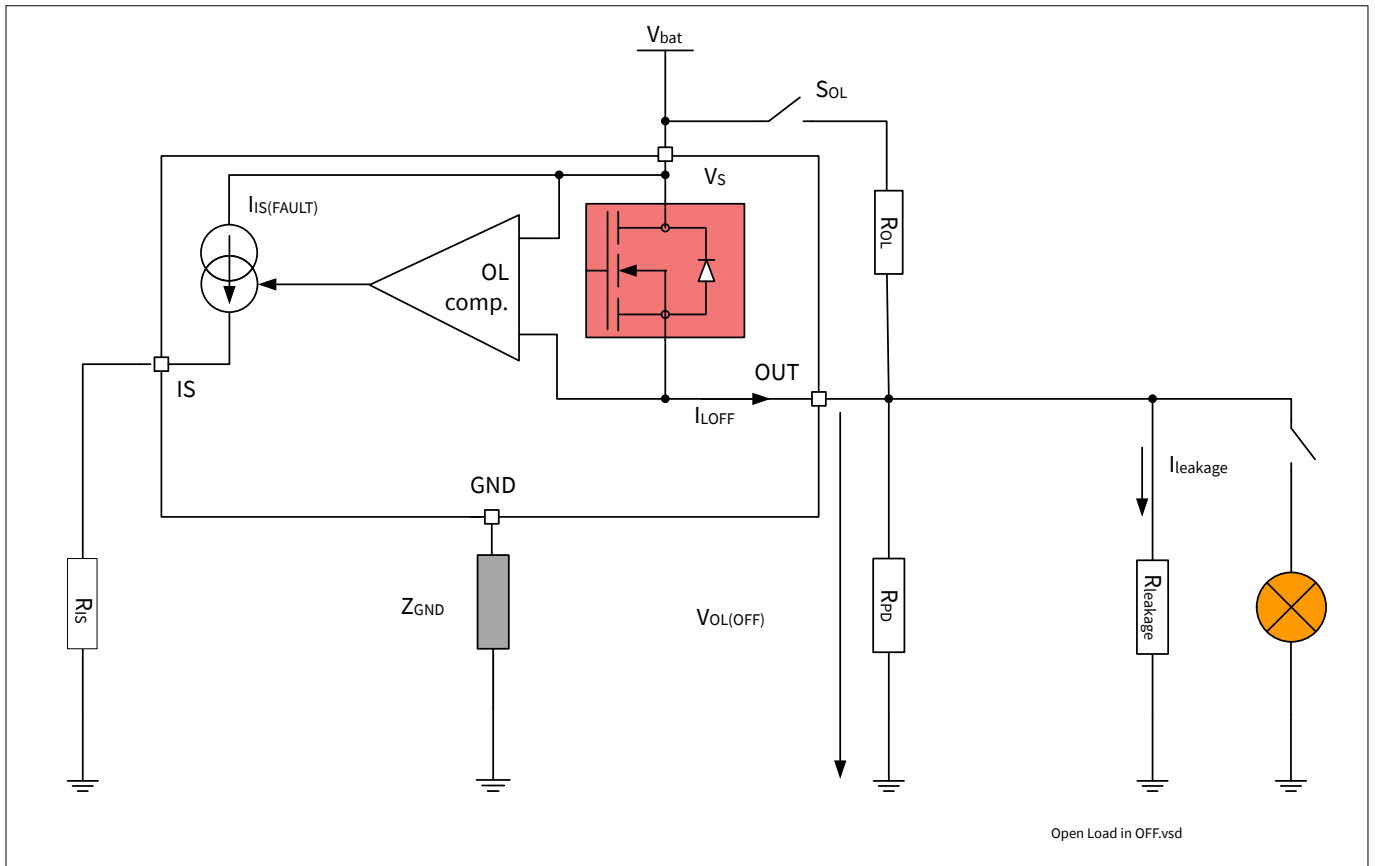 Vbat
SOL
VS
IIS(FAULT)
ROL
OL
comp.
OUT
IS
ILOFF
Ileakage
GND
RIS
ZGND
VOL(OFF)
RPD
Rleakage
Open Load in OFF.vsd